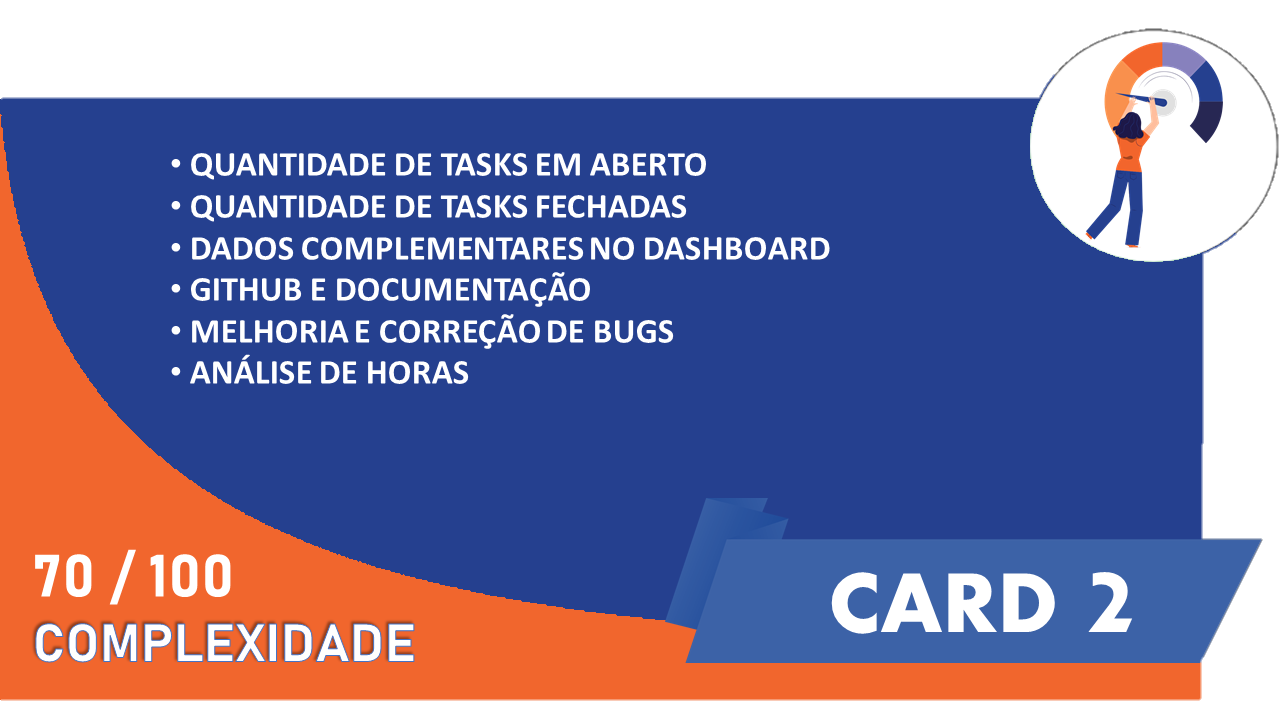 • QUANTIDADE DE TASKS EM ABERTO
• QUANTIDADE DE TASKS FECHADAS
• DADOS COMPLEMENTARES NO DASHBOARD
• GITHUB E DOCUMENTAÇÃO
• MELHORIA E CORREÇÃO DE BUGS
• ANÁLISE DE HORAS
70 / 100
COMPLEXIDADE
CARD 2